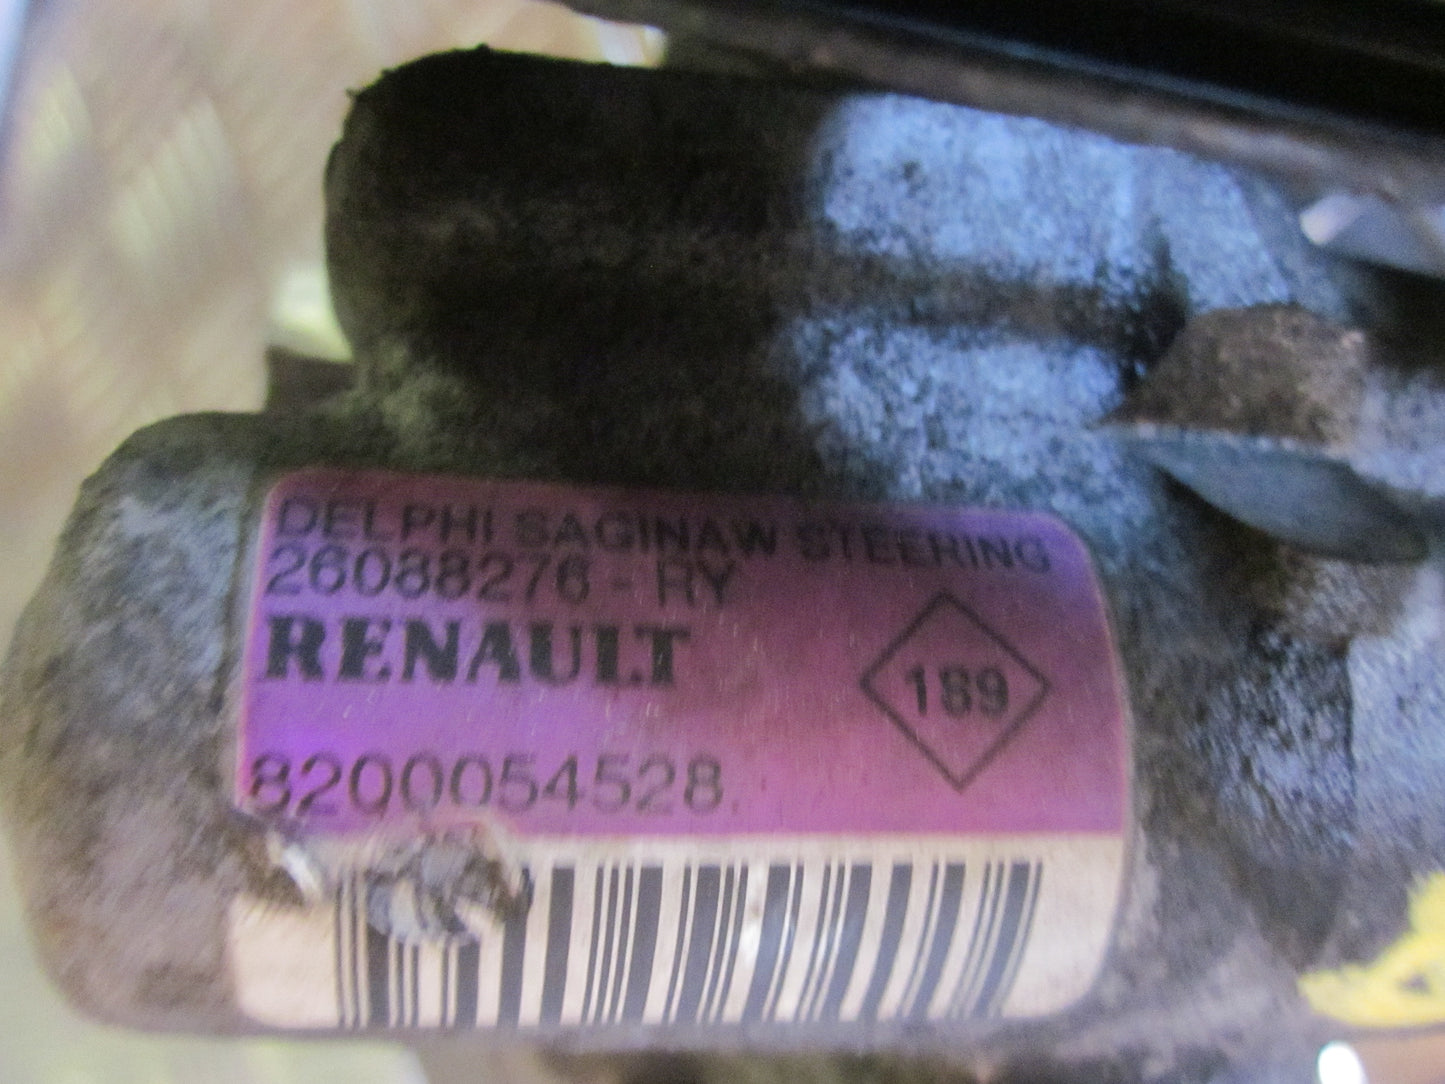 DELPHI SAGINAW STEERING
26088276 - RY
RENAULT
189
8200054528.